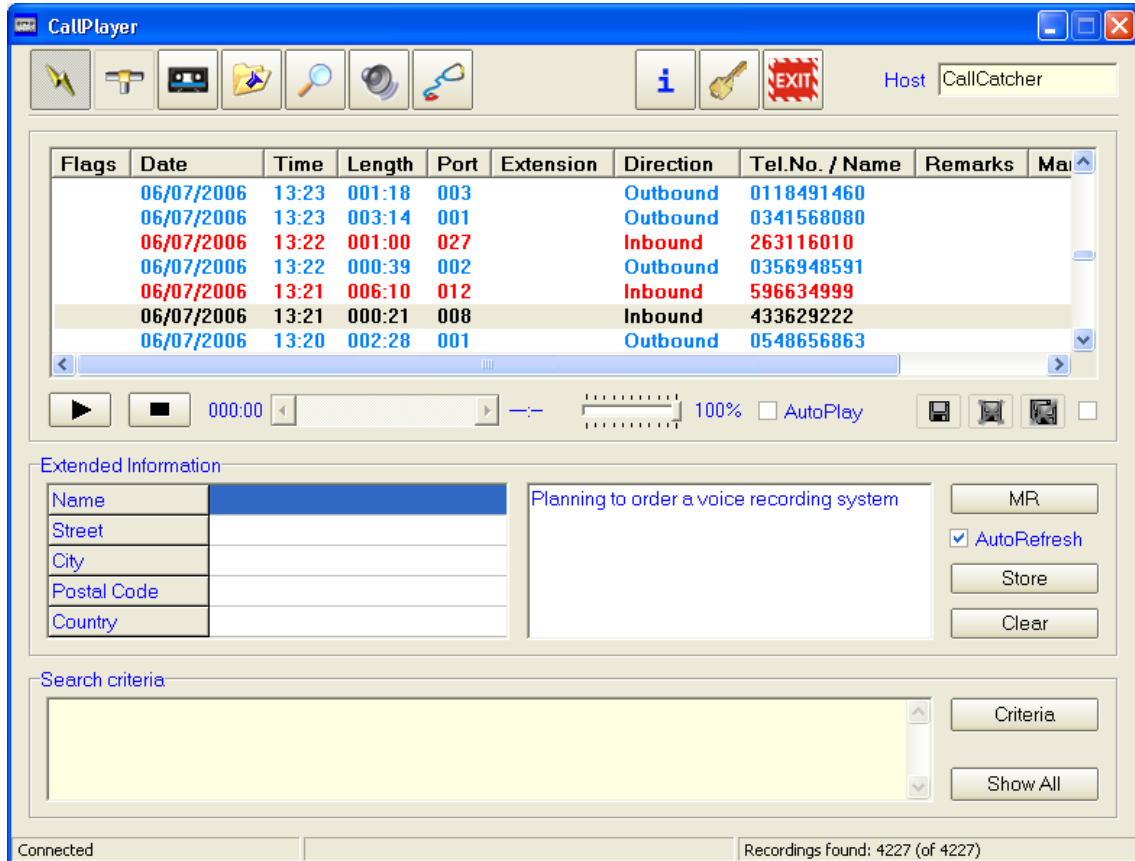 CallPlayer
EXIT Host CallCatcher
Flags Date Time Length Port Extension Direction Tel.No. / Name Remarks
06/07/2006 13:23 001:18 003 Outbound 0118491460
06/07/2006 13:23 003:14 001 Outbound 0341568080
06/07/2006 13:22 001:00 027 Inbound 263116010
06/07/2006 13:22 000:39 002 Outbound 0356948591
06/07/2006 13:21 006:10 012 Inbound 596634999
06/07/2006 13:21 000:21 008 Inbound 433629222
06/07/2006 13:20 002:28 001 Outbound 0548656863
000:00 —:– 100% AutoPlay
Extended Information
Name Planning to order a voice recording system MR
Street AutoRefresh
City
Postal Code Store
Country Clear
Search criteria
Criteria
Show All
Connected Recordings found: 4227 (of 4227)